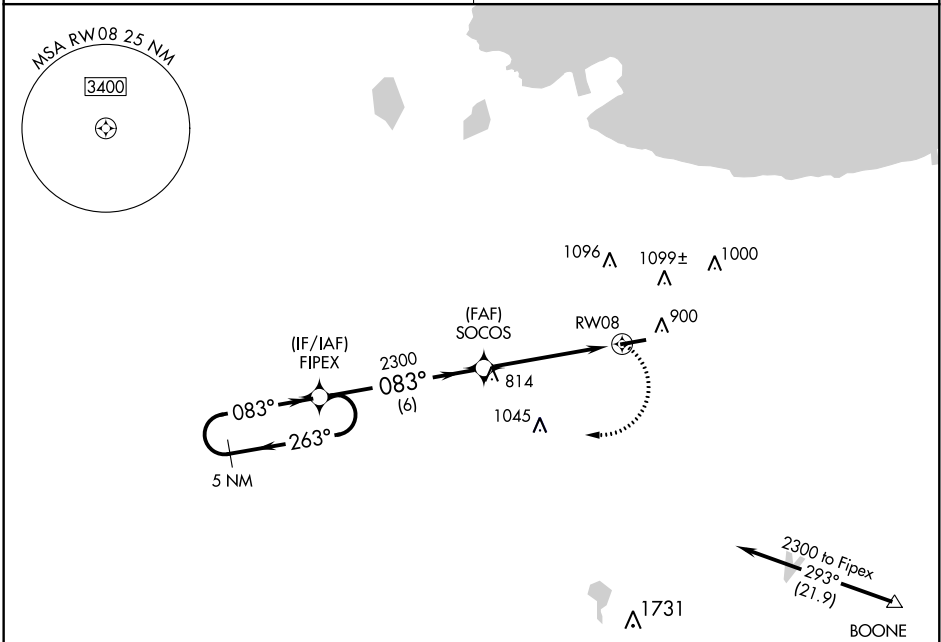 MSA RW08 25 NM
3400
1096
1099±
1000
900
RW08
(FAF)
SOCOS
814
(IF/IAF)
FIPEX
2300
083°
(6)
083°
263°
5 NM
1045
2300 to Fipex
293°
(21.9)
BOONE
1731